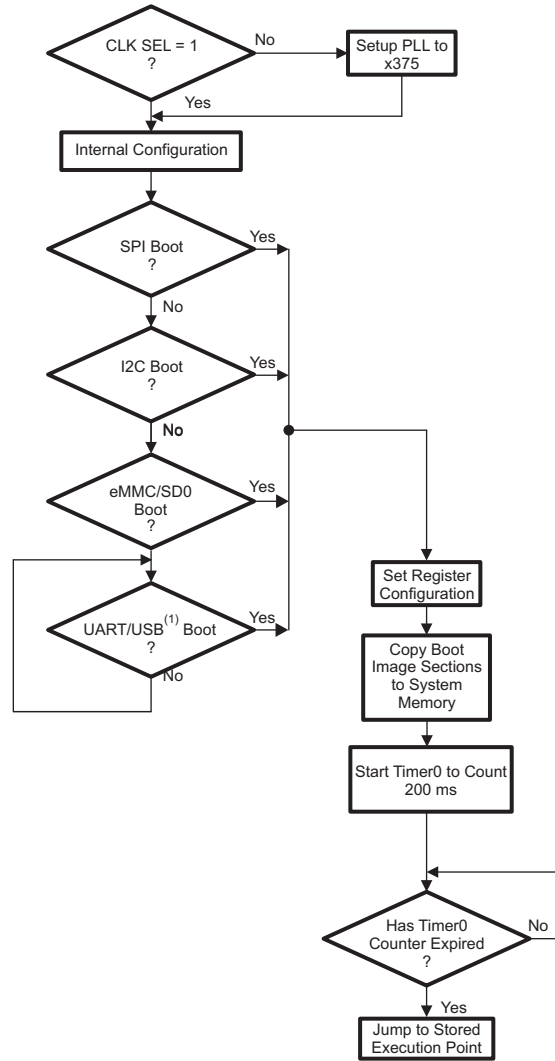 CLK SEL = 1
?
No
Setup PLL to
x375
Yes
Internal Configuration
SPI Boot
?
Yes
No
I2C Boot
?
Yes
No
eMMC/SD0
Boot
?
Yes
Set Register
Configuration
UART/USB(1) Boot
?
Yes
No
Copy Boot
Image Sections
to System
Memory
Start Timer0 to Count
200 ms
Has Timer0
Counter Expired
?
No
Yes
Jump to Stored
Execution Point